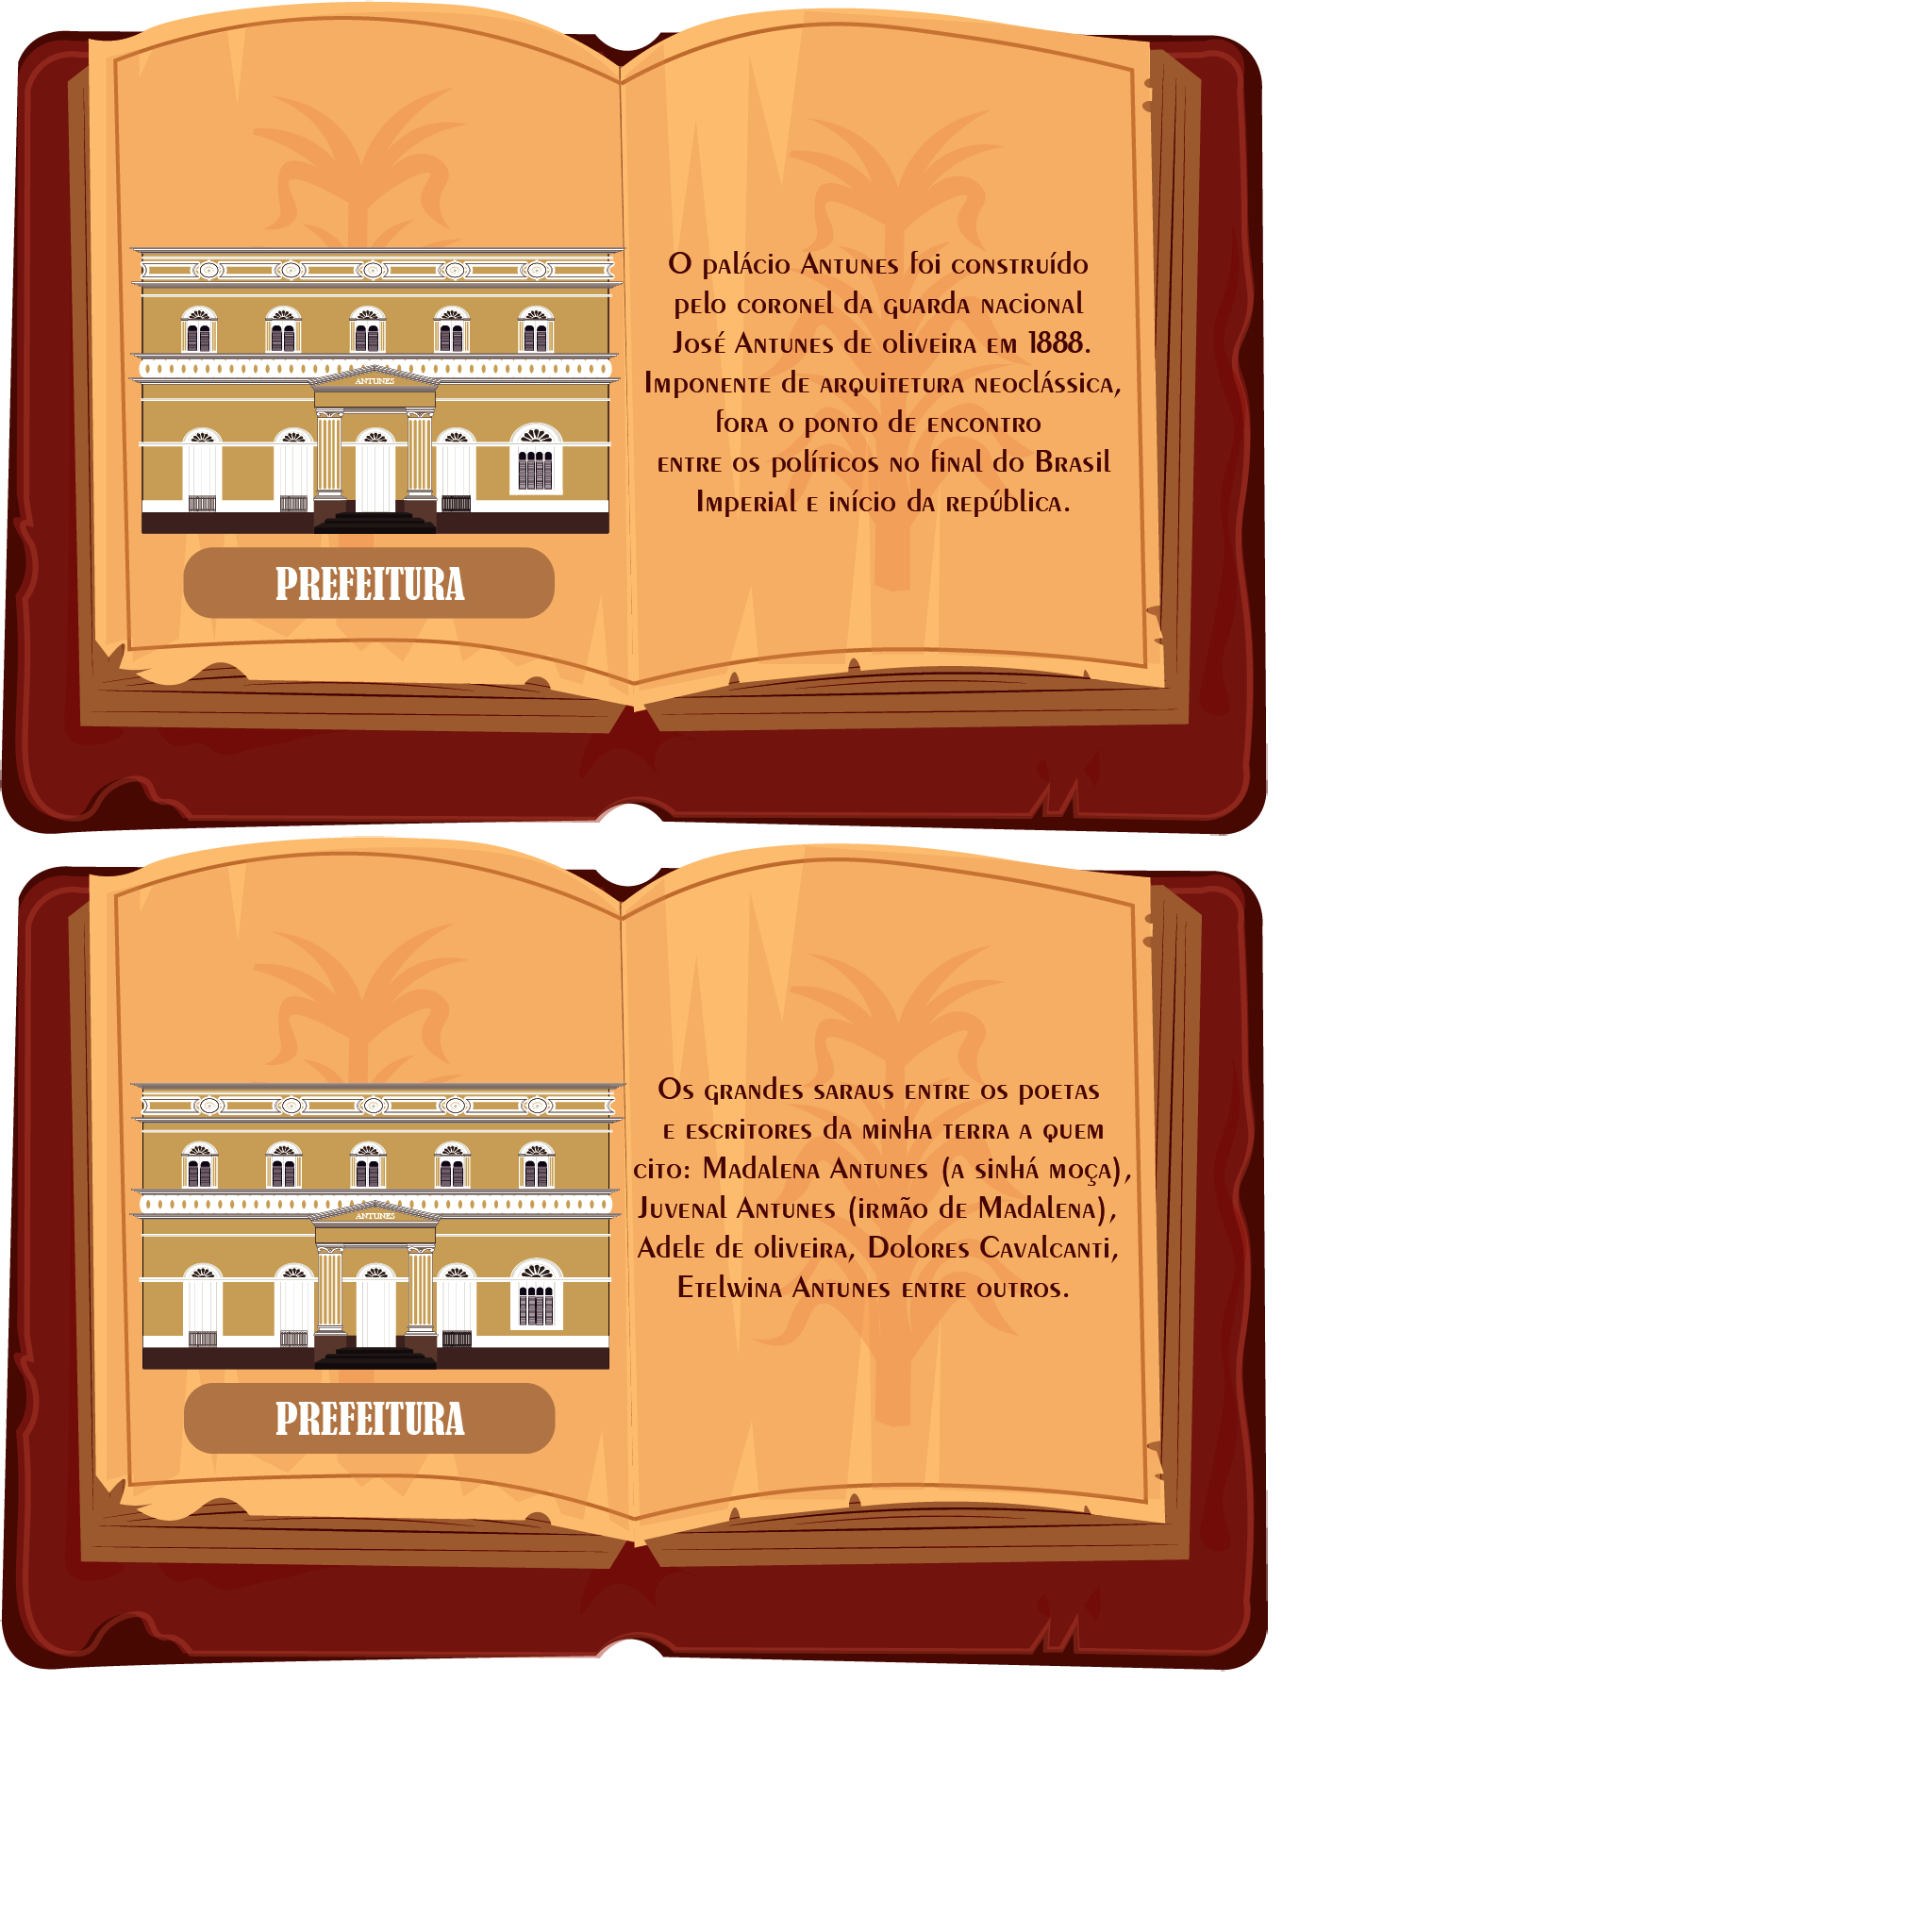 O palácio Antunes foi construído
pelo coronel da guarda nacional
José Antunes de oliveira em 1888.
Imponente de arquitetura neoclássica,
fora o ponto de encontro
entre os políticos no final do Brasil
Imperial e início da república.
ANTUNES
PREFEITURA
Os grandes saraus entre os poetas
e escritores da minha terra a quem
cito: Madalena Antunes (a sinhá moça),
Juvenal Antunes (irmão de Madalena),
Adele de oliveira, Dolores Cavalcanti,
Etelwina Antunes entre outros.
ANTUNES
PREFEITURA